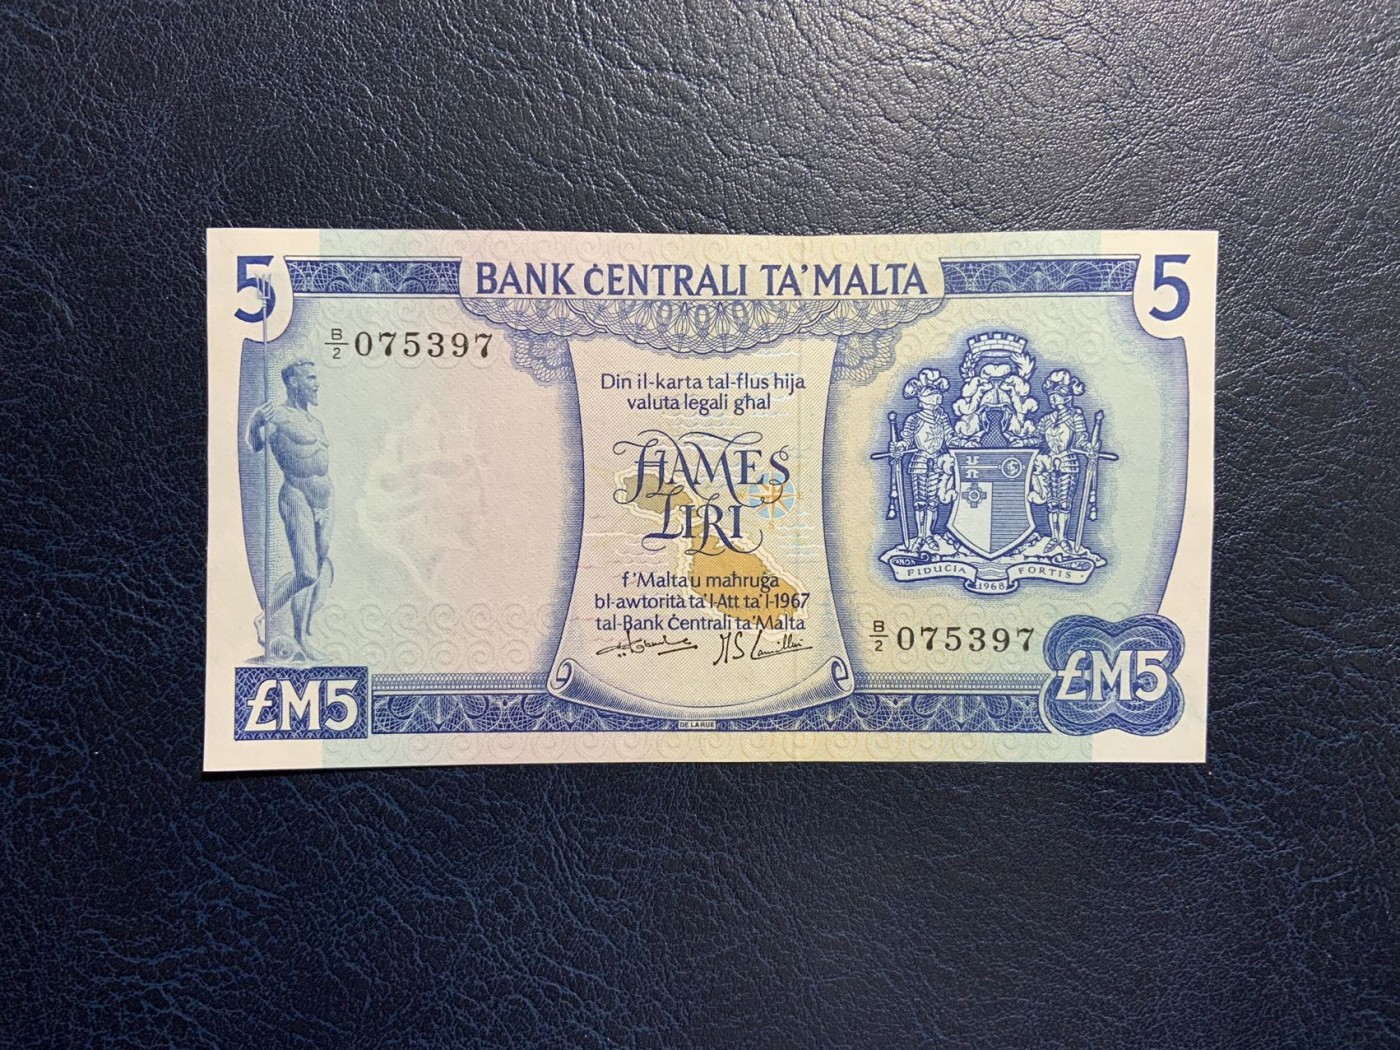 5
BANK ĊENTRALI TA' MALTA
5
B/2 075397
Din il-karta tal-flus hija
valuta legali għal
ĦAMES
LIRI
f'Malta u maħruġa
bl-awtorità ta' l-Att ta' l-1967
tal-Bank Ċentrali ta' Malta
FIDUCIA FORTIS
1968
B/2 075397
£M5
£M5
DE LA RUE